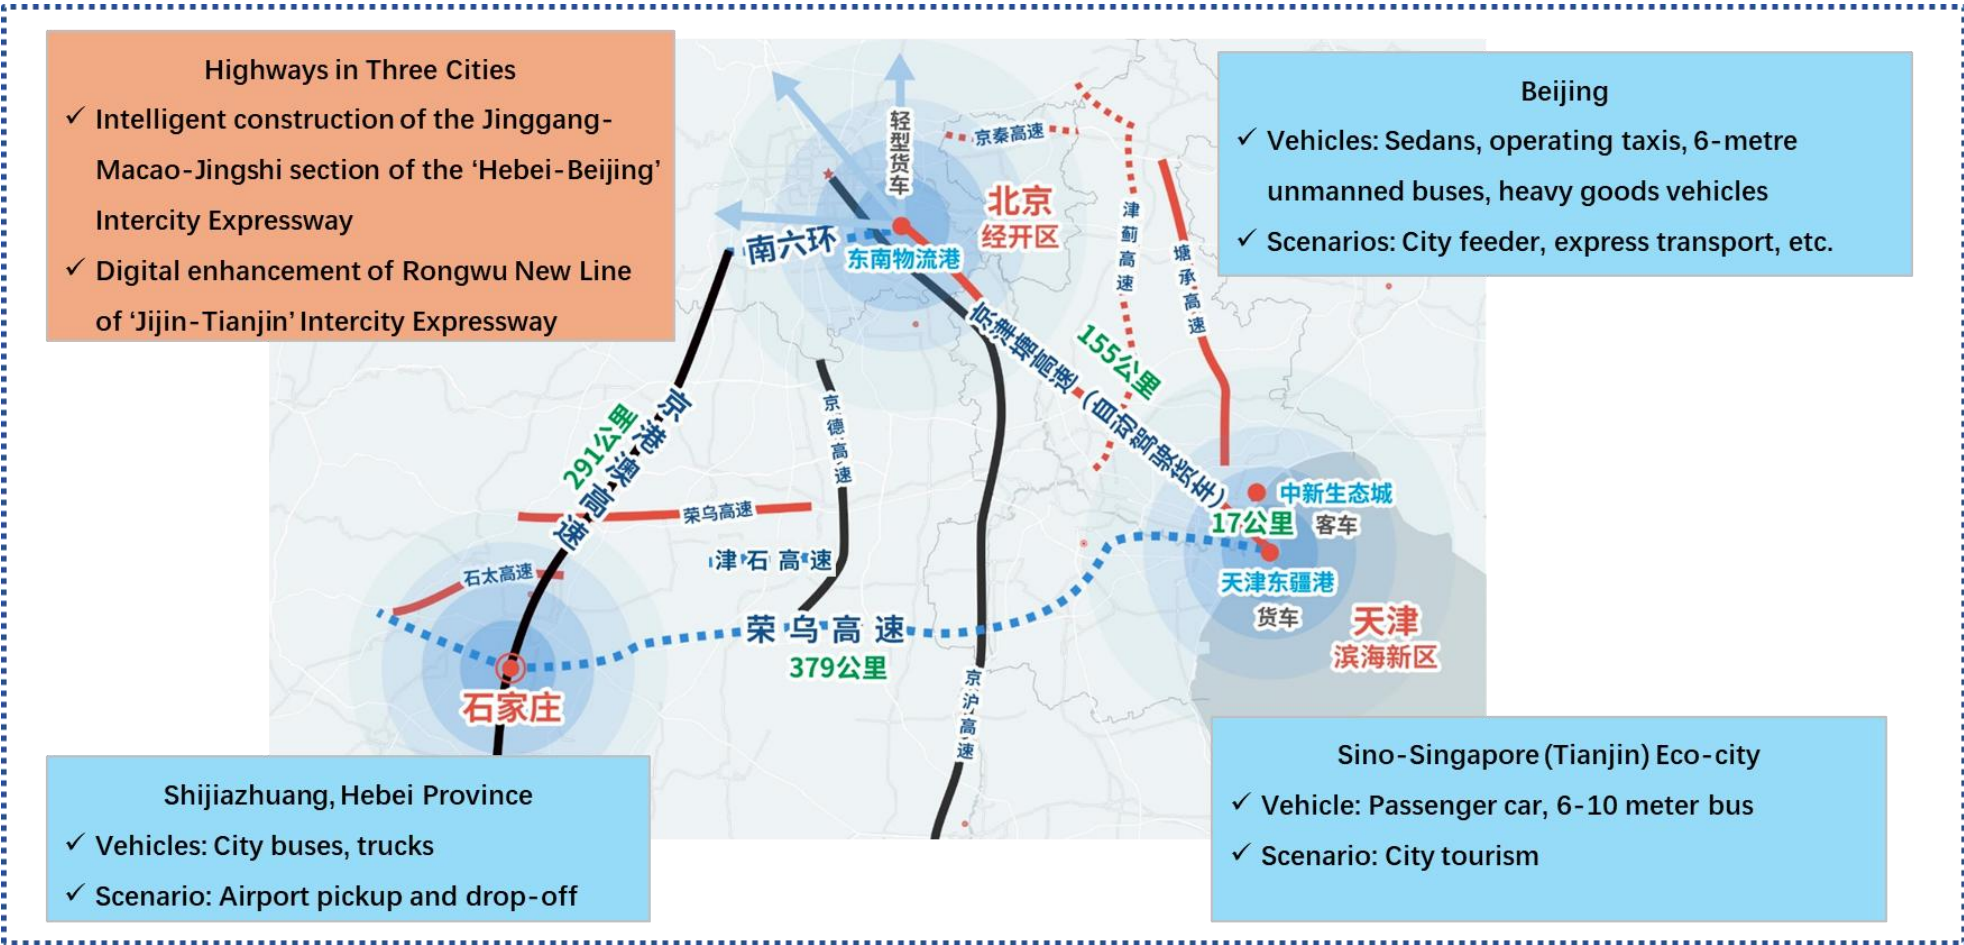 Highways in Three Cities
✓ Intelligent construction of the Jinggang-
Macao-Jingshi section of the ‘Hebei-Beijing’
Intercity Expressway
✓ Digital enhancement of Rongwu New Line
of ‘Jijin-Tianjin’ Intercity Expressway
Beijing
✓ Vehicles: Sedans, operating taxis, 6-metre
unmanned buses, heavy goods vehicles
✓ Scenarios: City feeder, express transport, etc.
轻型货车
京秦高速
北京
经开区
南六环
东南物流港
津蓟高速
塘承高速
京津塘高速（自动驾驶货车）
155公里
291公里
京港澳高速
京德高速
荣乌高速
津石高速
石太高速
中新生态城
17公里
客车
天津东疆港
货车
天津
滨海新区
荣乌高速
379公里
京沪高速
石家庄
Shijiazhuang, Hebei Province
✓ Vehicles: City buses, trucks
✓ Scenario: Airport pickup and drop-off
Sino-Singapore (Tianjin) Eco-city
✓ Vehicle: Passenger car, 6-10 meter bus
✓ Scenario: City tourism